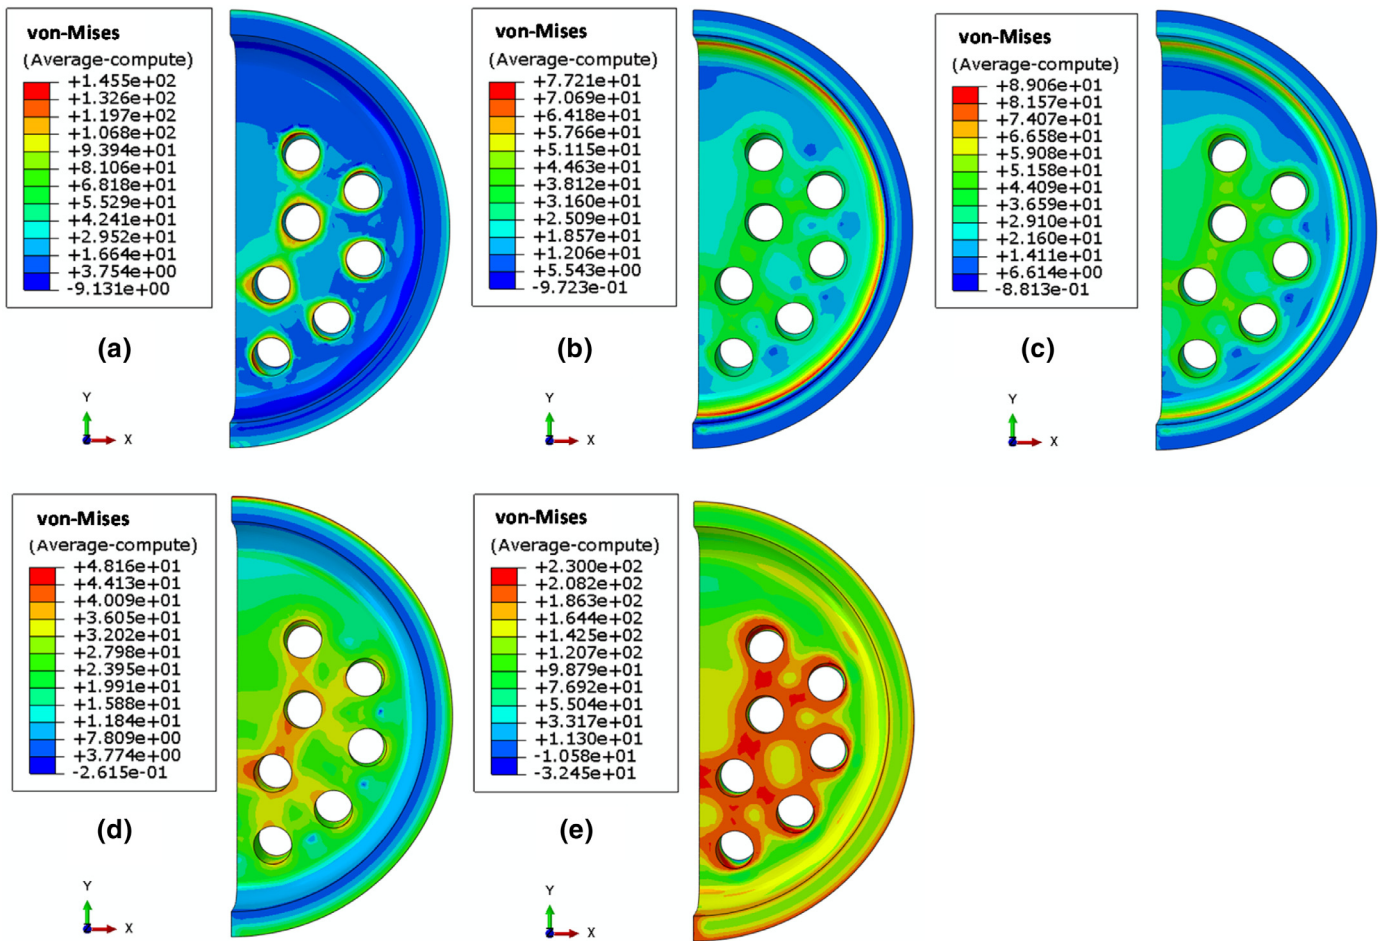 von-Mises
(Average-compute)
+1.455e+02
+1.326e+02
+1.197e+02
+1.068e+02
+9.394e+01
+8.106e+01
+6.818e+01
+5.529e+01
+4.241e+01
+2.952e+01
+1.664e+01
+3.754e+00
-9.131e+00
(a)
Y
X
von-Mises
(Average-compute)
+7.721e+01
+7.069e+01
+6.418e+01
+5.766e+01
+5.115e+01
+4.463e+01
+3.812e+01
+3.160e+01
+2.509e+01
+1.857e+01
+1.206e+01
+5.543e+00
-9.723e-01
(b)
Y
X
von-Mises
(Average-compute)
+8.906e+01
+8.157e+01
+7.407e+01
+6.658e+01
+5.908e+01
+5.158e+01
+4.409e+01
+3.659e+01
+2.910e+01
+2.160e+01
+1.411e+01
+6.614e+00
-8.813e-01
(c)
Y
X
von-Mises
(Average-compute)
+4.816e+01
+4.413e+01
+4.009e+01
+3.605e+01
+3.202e+01
+2.798e+01
+2.395e+01
+1.991e+01
+1.588e+01
+1.184e+01
+7.809e+00
+3.774e+00
-2.615e-01
(d)
Y
X
von-Mises
(Average-compute)
+2.300e+02
+2.082e+02
+1.863e+02
+1.644e+02
+1.425e+02
+1.207e+02
+9.879e+01
+7.692e+01
+5.504e+01
+3.317e+01
+1.130e+01
-1.058e+01
-3.245e+01
(e)
Y
X